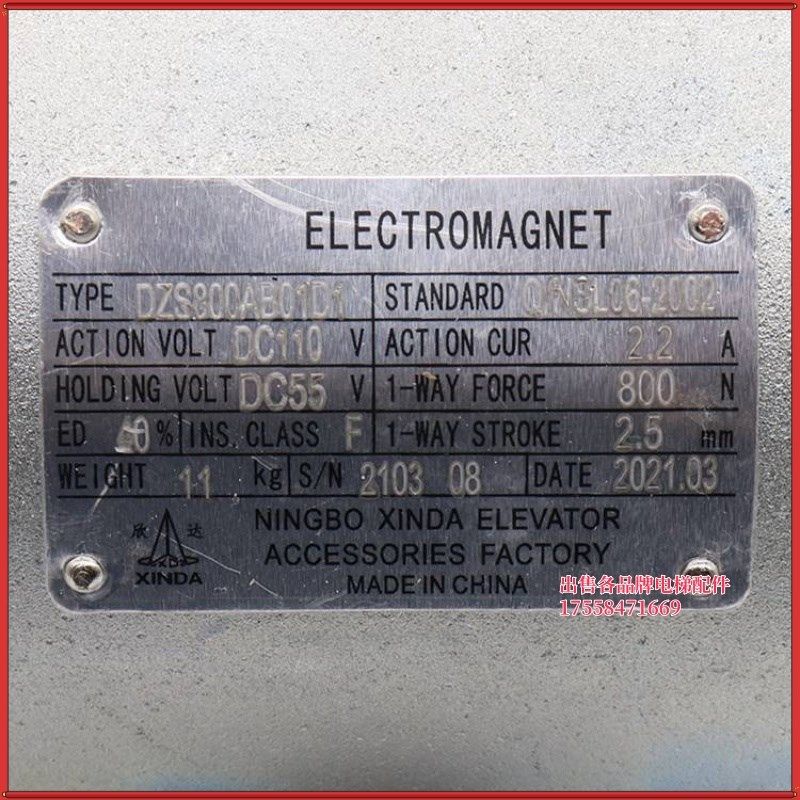 ELECTROMAGNET
TYPE DZS800AB01D1 STANDARD Q/NSL06-2002
ACTION VOLT DC110 V ACTION CUR 2.2 A
HOLDING VOLT DC55 V 1-WAY FORCE 800 N
ED % INS. CLASS F 1-WAY STROKE 2.5 mm
WEIGHT 11 kg S/N 2103 08 DATE 2021.03
欣 达
XINDA
NINGBO XINDA ELEVATOR
ACCESSORIES FACTORY
MADE IN CHINA
出售各品牌电梯配件
17558471669